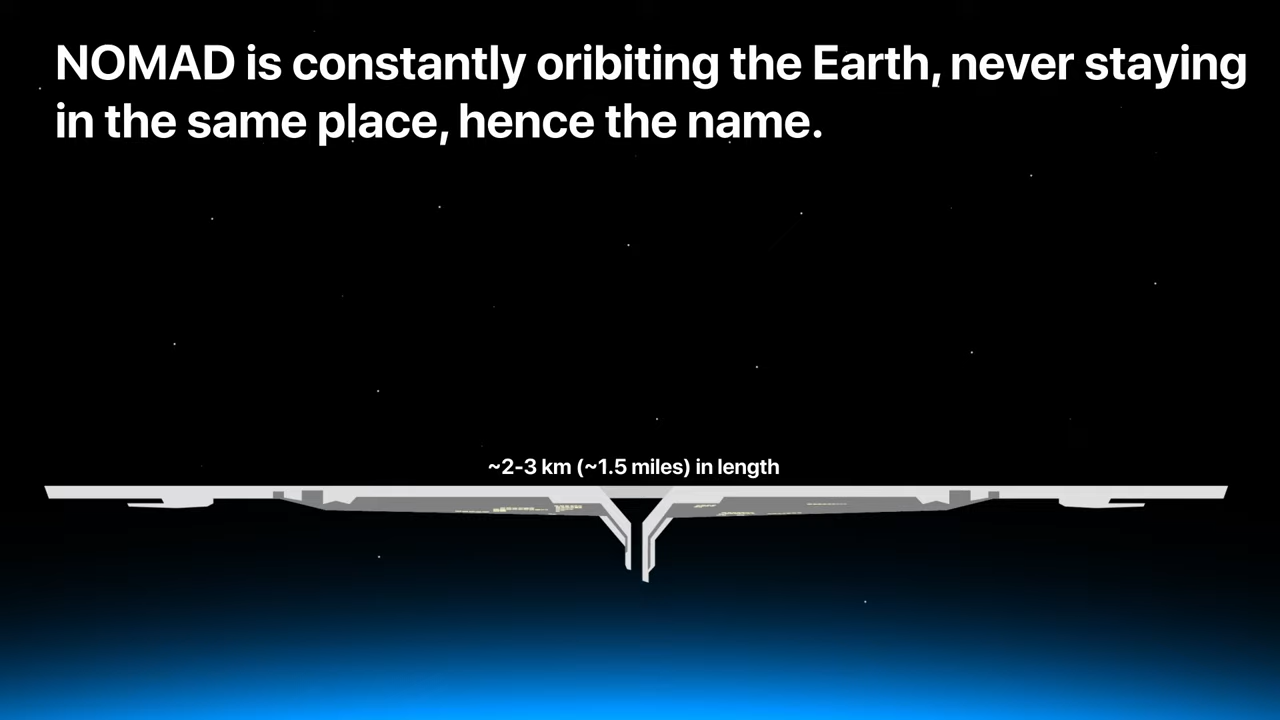 NOMAD is constantly oribiting the Earth, never staying
in the same place, hence the name.
~2-3 km (~1.5 miles) in length